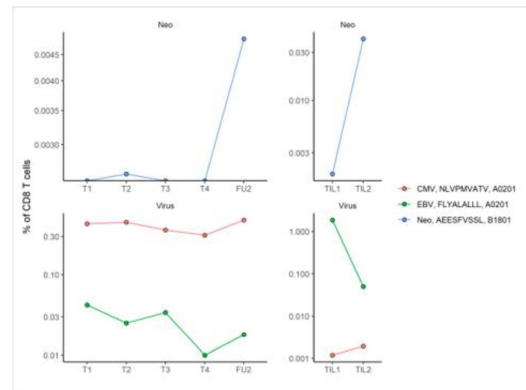 Neo
Neo
0.0045
0.0040
0.0035
0.0030
0.030
0.010
0.003
T1 T2 T3 T4 FU2
TIL1 TIL2
% of CD8 T cells
CMV, NLVPMVATV, A0201
EBV, FLYALALLL, A0201
Neo, AEESFVSSL, B1801
Virus
Virus
0.30
0.10
0.03
0.01
1.000
0.100
0.010
0.001
T1 T2 T3 T4 FU2
TIL1 TIL2